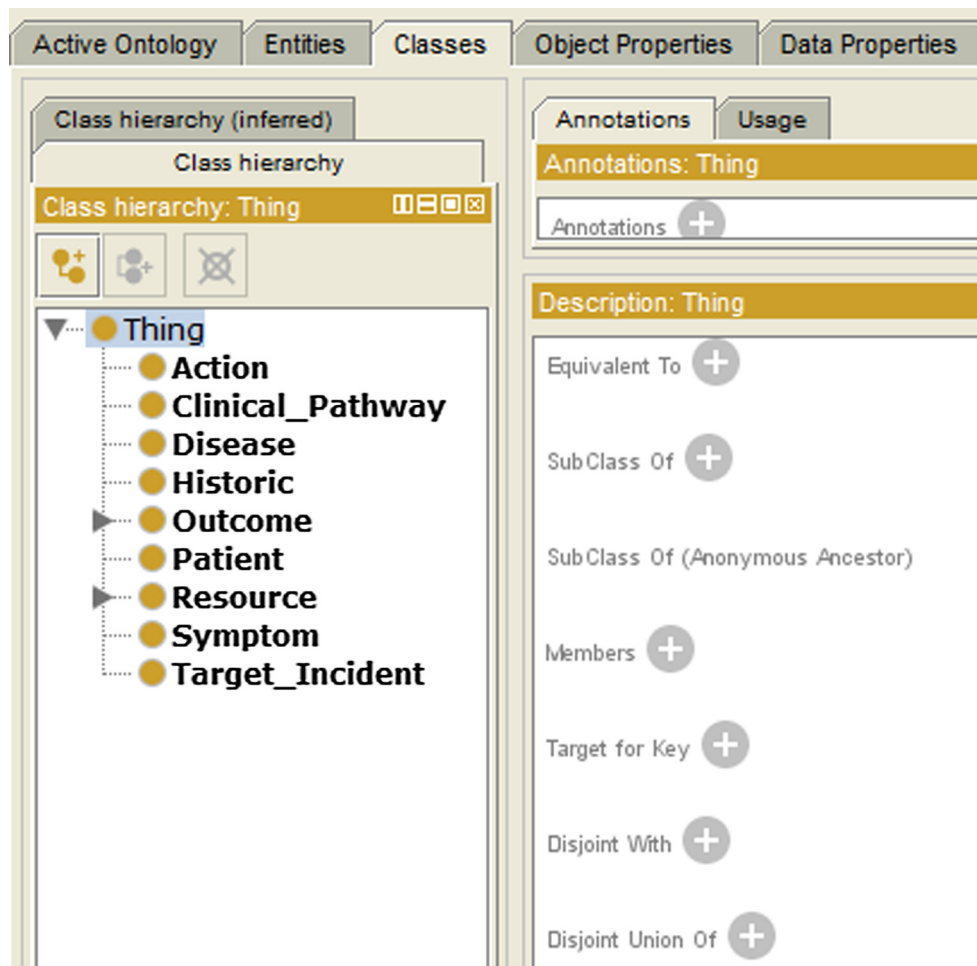 Active Ontology Entities Classes Object Properties Data Properties
Class hierarchy (inferred)
Class hierarchy
Class hierarchy: Thing
Thing
Action
Clinical_Pathway
Disease
Historic
Outcome
Patient
Resource
Symptom
Target_Incident
Annotations Usage
Annotations: Thing
Annotations
Description: Thing
Equivalent To
SubClass Of
SubClass Of (Anonymous Ancestor)
Members
Target for Key
Disjoint With
Disjoint Union Of